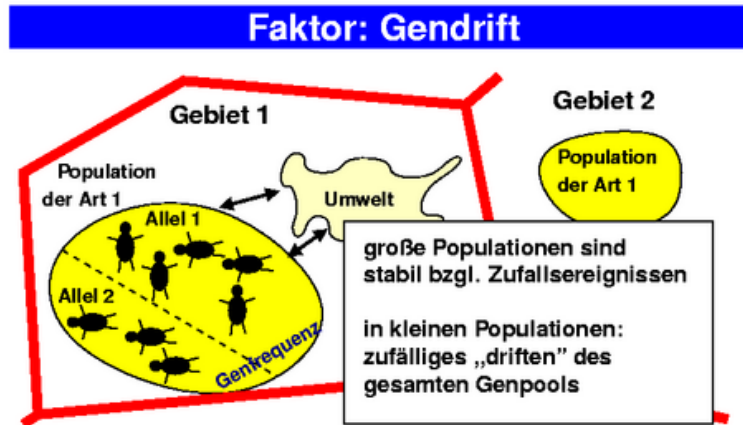 Faktor: Gendrift
Gebiet 1
Gebiet 2
Population
der Art 1
Umwelt
Population
der Art 1
Allel 1
Allel 2
Genfrequenz
große Populationen sind
stabil bzgl. Zufallsereignissen
in kleinen Populationen:
zufälliges „driften” des
gesamten Genpools